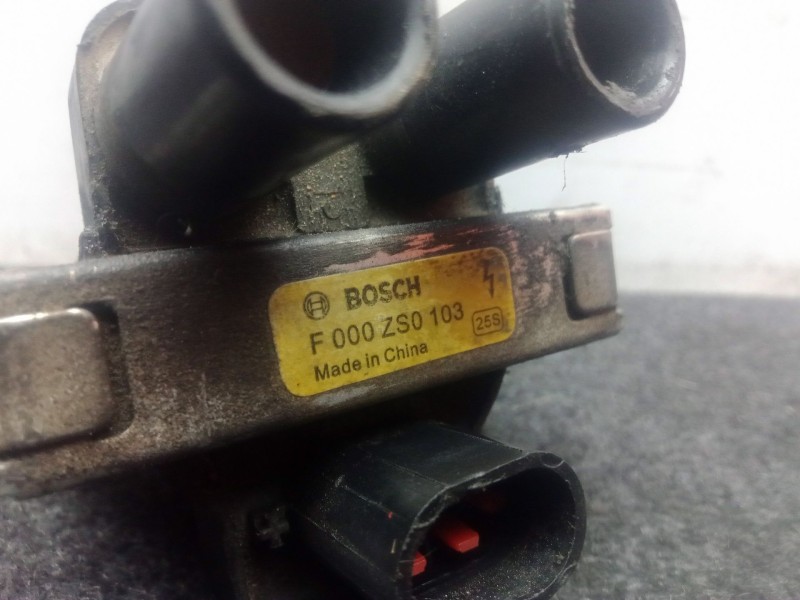 BOSCH
F 000 ZS0 103
25S
Made in China